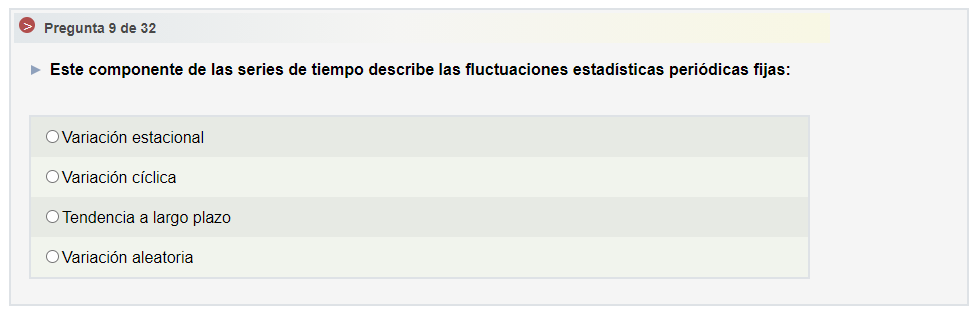 Pregunta 9 de 32
Este componente de las series de tiempo describe las fluctuaciones estadísticas periódicas fijas:
Variación estacional
Variación cíclica
Tendencia a largo plazo
Variación aleatoria